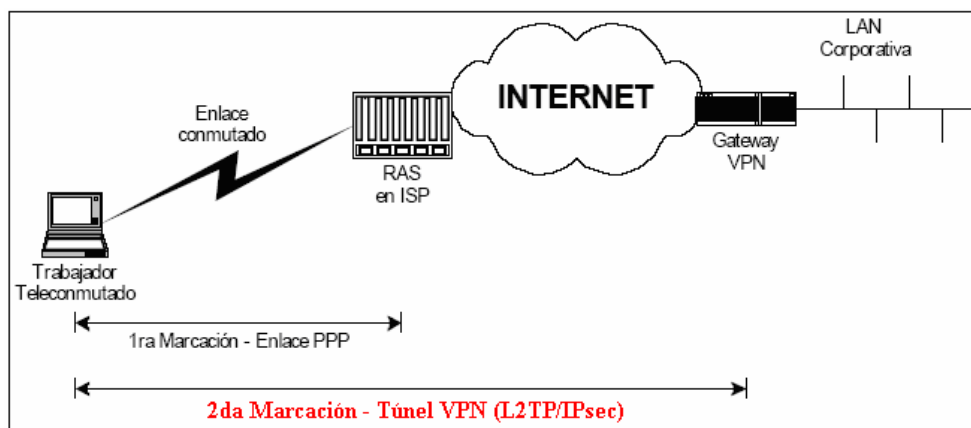 LAN
Corporativa
INTERNET
Enlace
conmutado
RAS
en ISP
Gateway
VPN
Trabajador
Teleconmutado
1ra Marcación - Enlace PPP
2da Marcación - Túnel VPN (L2TP/IPsec)